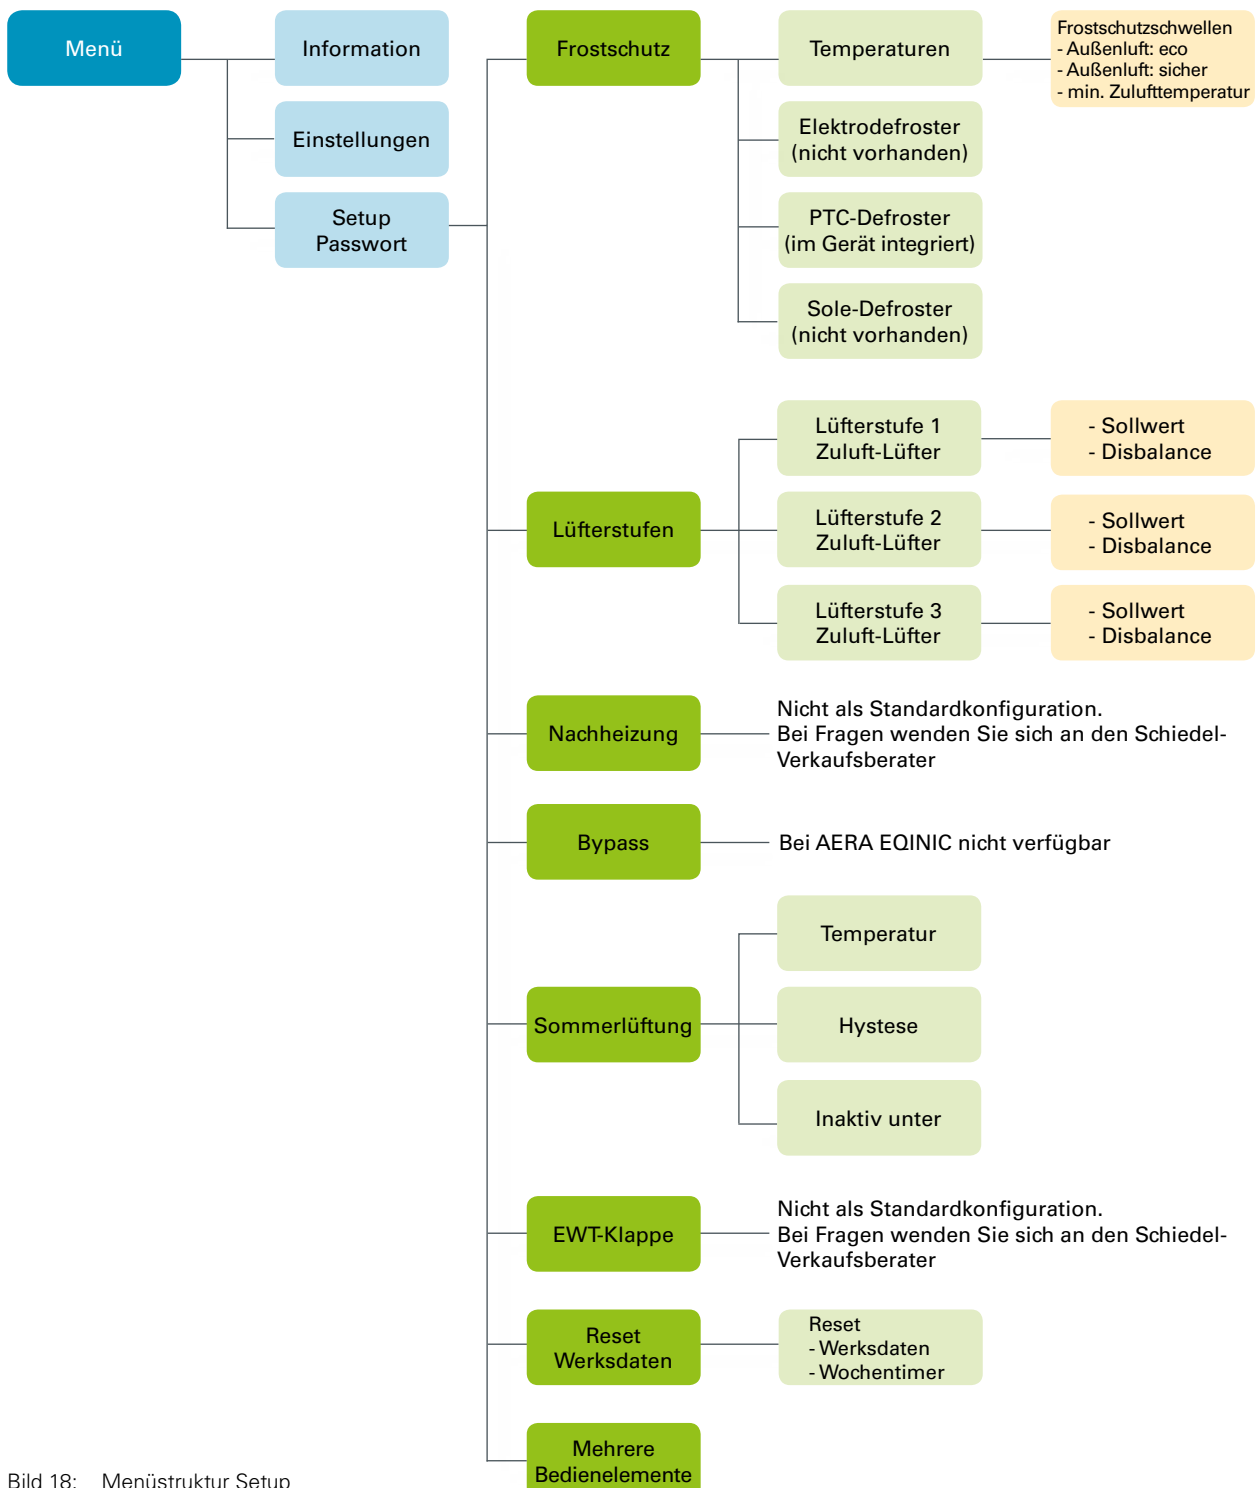 Menü
Information
Einstellungen
Setup
Passwort
Frostschutz
Temperaturen
Frostschutzschwellen
- Außenluft: eco
- Außenluft: sicher
- min. Zulufttemperatur
Elektrodefroster
(nicht vorhanden)
PTC-Defroster
(im Gerät integriert)
Sole-Defroster
(nicht vorhanden)
Lüfterstufen
Lüfterstufe 1
Zuluft-Lüfter
- Sollwert
- Disbalance
Lüfterstufe 2
Zuluft-Lüfter
- Sollwert
- Disbalance
Lüfterstufe 3
Zuluft-Lüfter
- Sollwert
- Disbalance
Nachheizung
Nicht als Standardkonfiguration.
Bei Fragen wenden Sie sich an den Schiedel-
Verkaufsberater
Bypass
Bei AERA EQINIC nicht verfügbar
Sommerlüftung
Temperatur
Hystese
Inaktiv unter
EWT-Klappe
Nicht als Standardkonfiguration.
Bei Fragen wenden Sie sich an den Schiedel-
Verkaufsberater
Reset
Werksdaten
Reset
- Werksdaten
- Wochentimer
Mehrere
Bedienelemente
Bild 18: Menüstruktur Setup